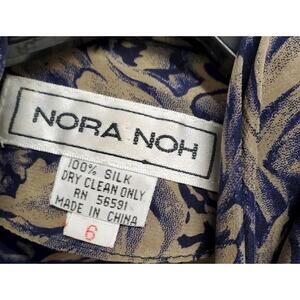 NORA NOH
100% SILK
DRY CLEAN ONLY
RN 56591
MADE IN CHINA
6